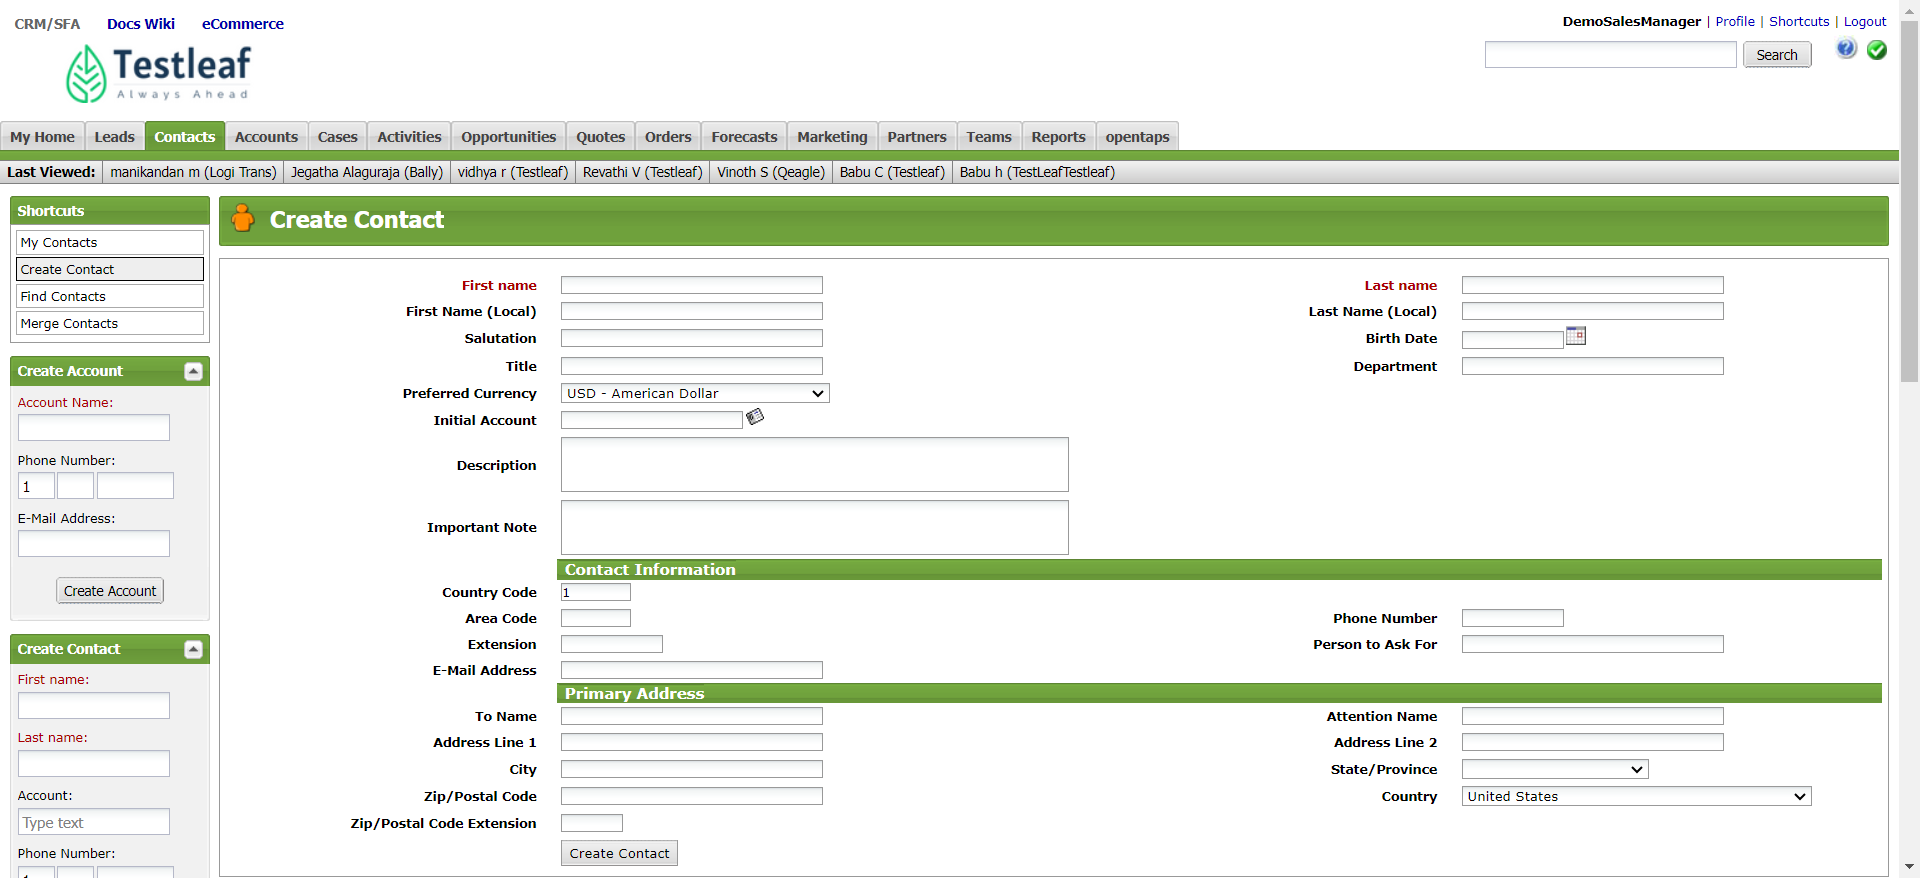 CRM/SFA Docs Wiki eCommerce
DemoSalesManager | Profile | Shortcuts | Logout
Testleaf
Always Ahead
Search
My Home Leads Contacts Accounts Cases Activities Opportunities Quotes Orders Forecasts Marketing Partners Teams Reports opentaps
Last Viewed: manikandan m (Logi Trans) Jegatha Alaguraja (Bally) vidhya r (Testleaf) Revathi V (Testleaf) Vinoth S (Qeagle) Babu C (Testleaf) Babu h (TestLeafTestleaf)
Shortcuts
My Contacts
Create Contact
Find Contacts
Merge Contacts
Create Account
Account Name:
Phone Number:
1
E-Mail Address:
Create Account
Create Contact
First name:
Last name:
Account:
Type text
Phone Number:
Create Contact
First name Last name
First Name (Local) Last Name (Local)
Salutation Birth Date
Title Department
Preferred Currency USD - American Dollar
Initial Account
Description
Important Note
Contact Information
Country Code 1
Area Code Phone Number
Extension Person to Ask For
E-Mail Address
Primary Address
To Name Attention Name
Address Line 1 Address Line 2
City State/Province
Zip/Postal Code Country United States
Zip/Postal Code Extension
Create Contact